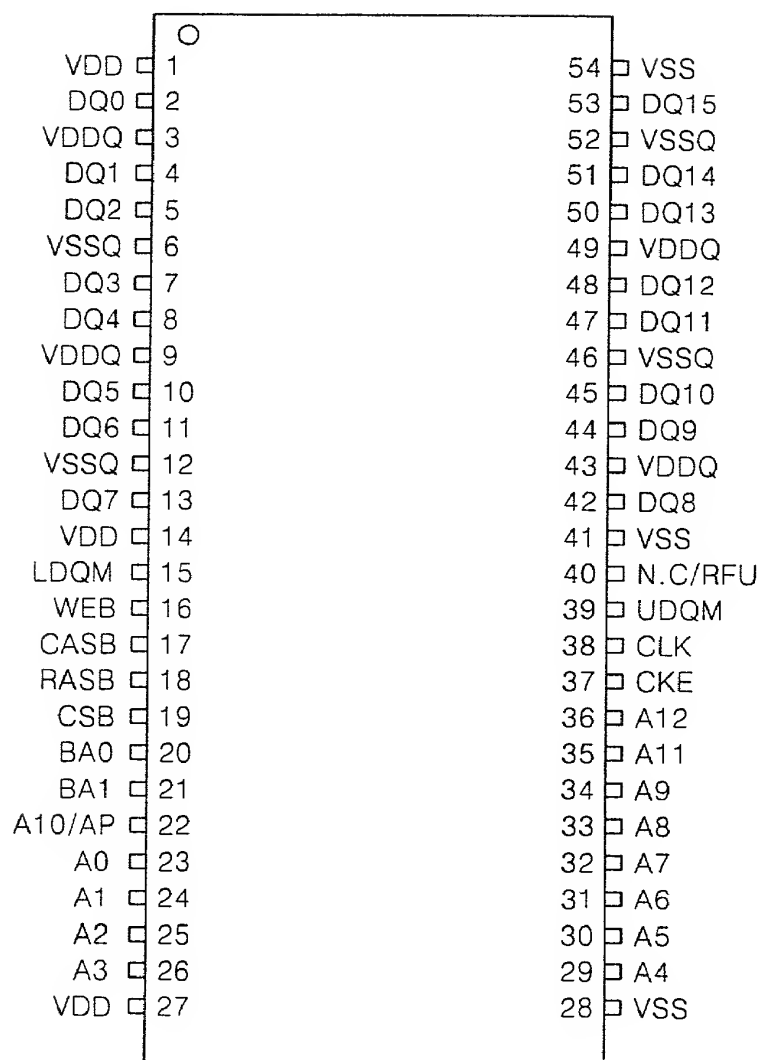 VDD 1 54 VSS
DQ0 2 53 DQ15
VDDQ 3 52 VSSQ
DQ1 4 51 DQ14
DQ2 5 50 DQ13
VSSQ 6 49 VDDQ
DQ3 7 48 DQ12
DQ4 8 47 DQ11
VDDQ 9 46 VSSQ
DQ5 10 45 DQ10
DQ6 11 44 DQ9
VSSQ 12 43 VDDQ
DQ7 13 42 DQ8
VDD 14 41 VSS
LDQM 15 40 N.C/RFU
WEB 16 39 UDQM
CASB 17 38 CLK
RASB 18 37 CKE
CSB 19 36 A12
BA0 20 35 A11
BA1 21 34 A9
A10/AP 22 33 A8
A0 23 32 A7
A1 24 31 A6
A2 25 30 A5
A3 26 29 A4
VDD 27 28 VSS